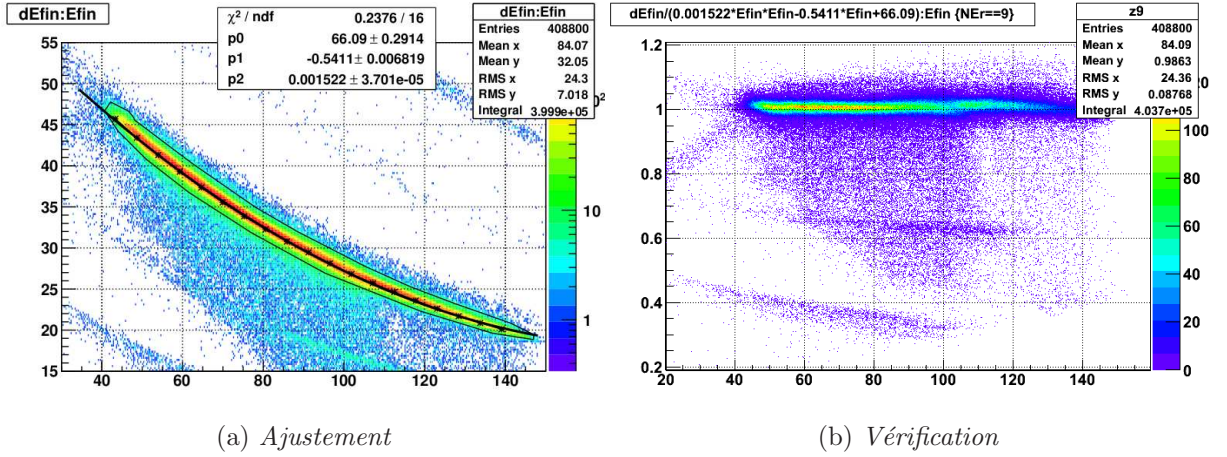 dEfin:Efin
χ² / ndf 0.2376 / 16
p0 66.09 ± 0.2914
p1 -0.5411 ± 0.006819
p2 0.001522 ± 3.701e-05
dEfin:Efin
Entries 408800
Mean x 84.07
Mean y 32.05
RMS x 24.3
RMS y 7.018
Integral 3.999e+05
55
50
45
40
35
30
25
20
15
40 60 80 100 120 140
10
1
(a) Ajustement
dEfin/(0.001522*Efin*Efin-0.5411*Efin+66.09):Efin {NEr==9}
z9
Entries 408800
Mean x 84.09
Mean y 0.9863
RMS x 24.36
RMS y 0.08768
Integral 4.037e+05
1.2
1
0.8
0.6
0.4
0.2
20 40 60 80 100 120 140
100
80
60
40
20
0
(b) Vérification